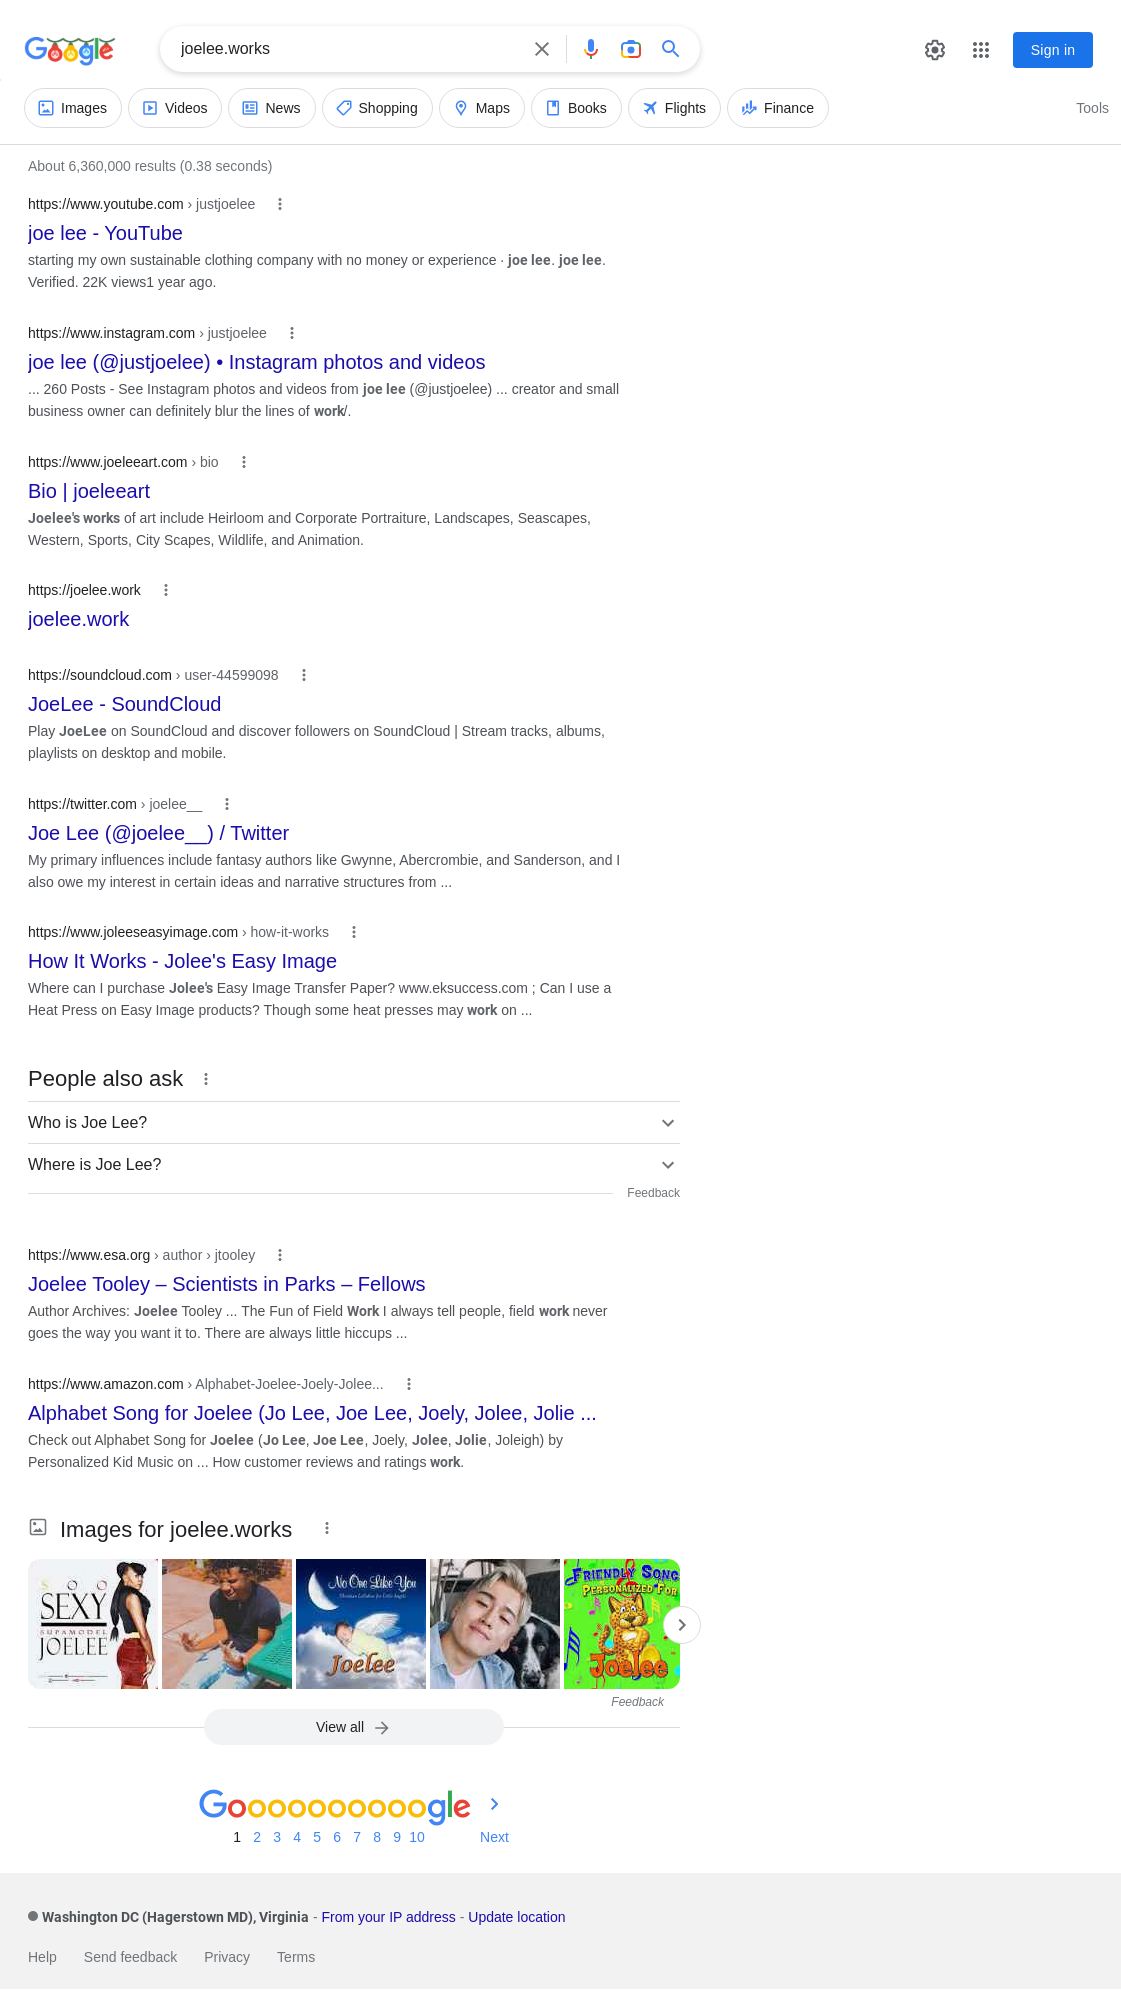 Google
joelee.works
Sign in
Images Videos News Shopping Maps Books Flights Finance Tools
About 6,360,000 results (0.38 seconds)
https://www.youtube.com › justjoelee
joe lee - YouTube
starting my own sustainable clothing company with no money or experience · joe lee. joe lee.
Verified. 22K views1 year ago.
https://www.instagram.com › justjoelee
joe lee (@justjoelee) • Instagram photos and videos
... 260 Posts - See Instagram photos and videos from joe lee (@justjoelee) ... creator and small
business owner can definitely blur the lines of work/.
https://www.joeleeart.com › bio
Bio | joeleeart
Joelee's works of art include Heirloom and Corporate Portraiture, Landscapes, Seascapes,
Western, Sports, City Scapes, Wildlife, and Animation.
https://joelee.work
joelee.work
https://soundcloud.com › user-44599098
JoeLee - SoundCloud
Play JoeLee on SoundCloud and discover followers on SoundCloud | Stream tracks, albums,
playlists on desktop and mobile.
https://twitter.com › joelee__
Joe Lee (@joelee__) / Twitter
My primary influences include fantasy authors like Gwynne, Abercrombie, and Sanderson, and I
also owe my interest in certain ideas and narrative structures from ...
https://www.joleeseasyimage.com › how-it-works
How It Works - Jolee's Easy Image
Where can I purchase Jolee's Easy Image Transfer Paper? www.eksuccess.com ; Can I use a
Heat Press on Easy Image products? Though some heat presses may work on ...
People also ask
Who is Joe Lee?
Where is Joe Lee?
Feedback
https://www.esa.org › author › jtooley
Joelee Tooley – Scientists in Parks – Fellows
Author Archives: Joelee Tooley ... The Fun of Field Work I always tell people, field work never
goes the way you want it to. There are always little hiccups ...
https://www.amazon.com › Alphabet-Joelee-Joely-Jolee...
Alphabet Song for Joelee (Jo Lee, Joe Lee, Joely, Jolee, Jolie ...
Check out Alphabet Song for Joelee (Jo Lee, Joe Lee, Joely, Jolee, Jolie, Joleigh) by
Personalized Kid Music on ... How customer reviews and ratings work.
Images for joelee.works
SOO
SEXY
SUPAMODEL
JOELEE
No One Like You
Christian Lullabies for Little Angels
Joelee
FRIENDLY SONG
PERSONALIZED FOR
Joelee
Feedback
View all
Goooooooooogle
1 2 3 4 5 6 7 8 9 10 Next
Washington DC (Hagerstown MD), Virginia - From your IP address - Update location
Help Send feedback Privacy Terms